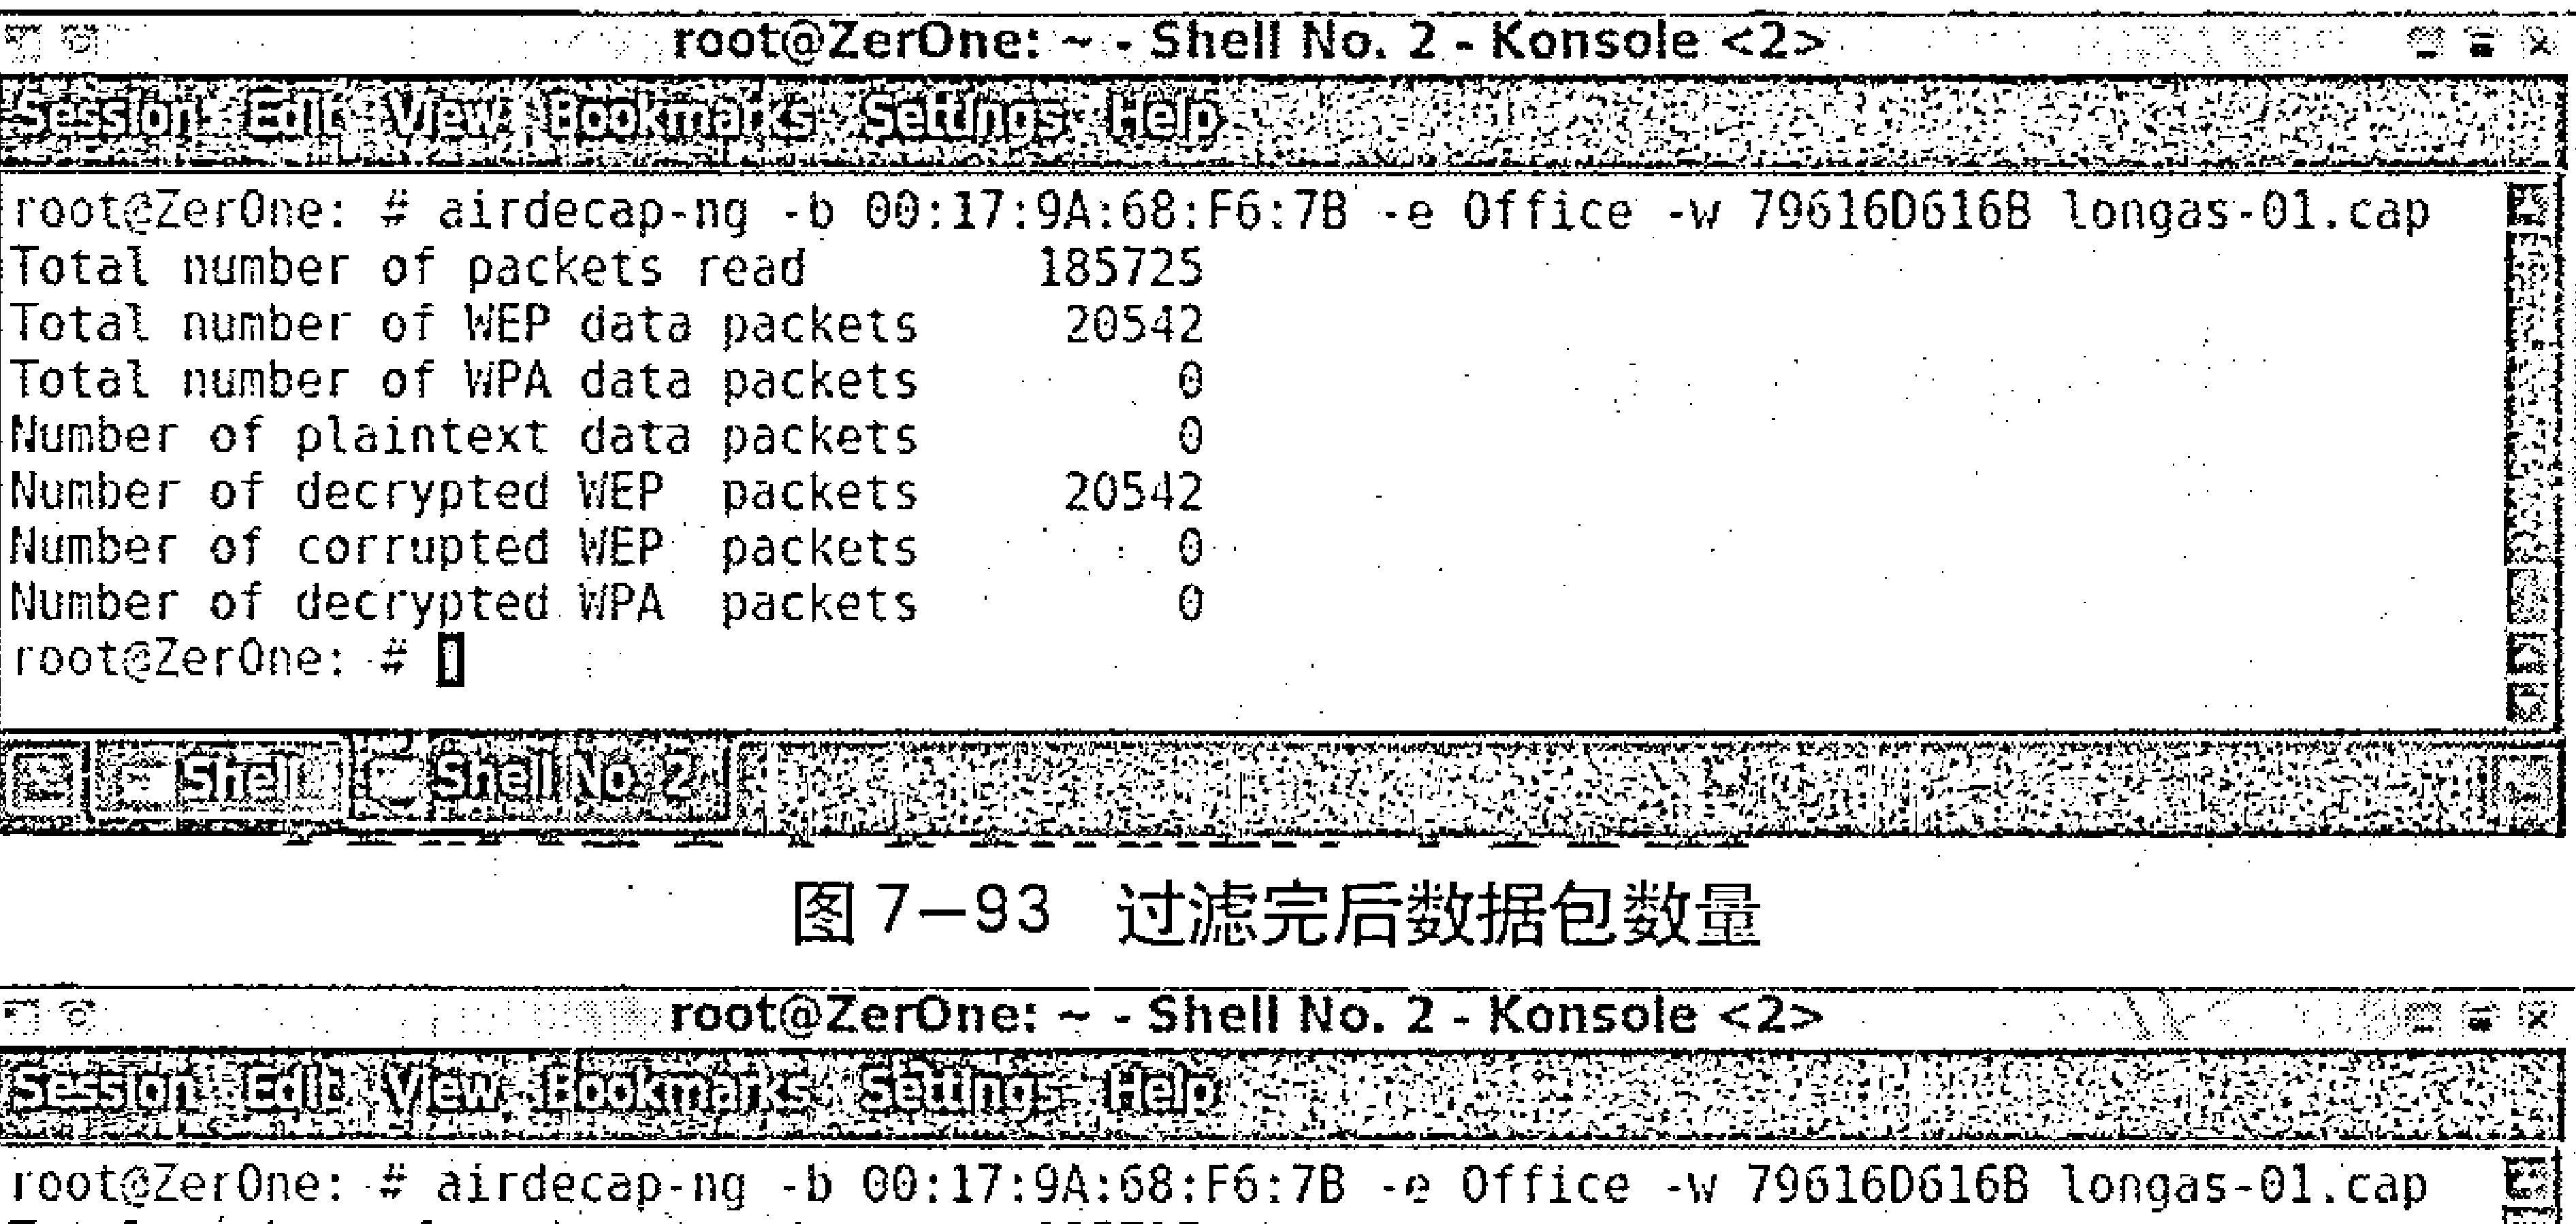 root@ZerOne: ~ - Shell No. 2 - Konsole <2>
Session Edit View Bookmarks Settings Help
root@ZerOne: # airdecap-ng -b 00:17:9A:68:F6:7B -e Office -w 79616D616B longas-01.cap
Total number of packets read 185725
Total number of WEP data packets 20542
Total number of WPA data packets 0
Number of plaintext data packets 0
Number of decrypted WEP packets 20542
Number of corrupted WEP packets 0
Number of decrypted WPA packets 0
root@ZerOne: #
Shell Shell No. 2
图7-93 过滤完后数据包数量
root@ZerOne: ~ - Shell No. 2 - Konsole <2>
Session Edit View Bookmarks Settings Help
root@ZerOne: # airdecap-ng -b 00:17:9A:68:F6:7B -e Office -w 79616D616B longas-01.cap